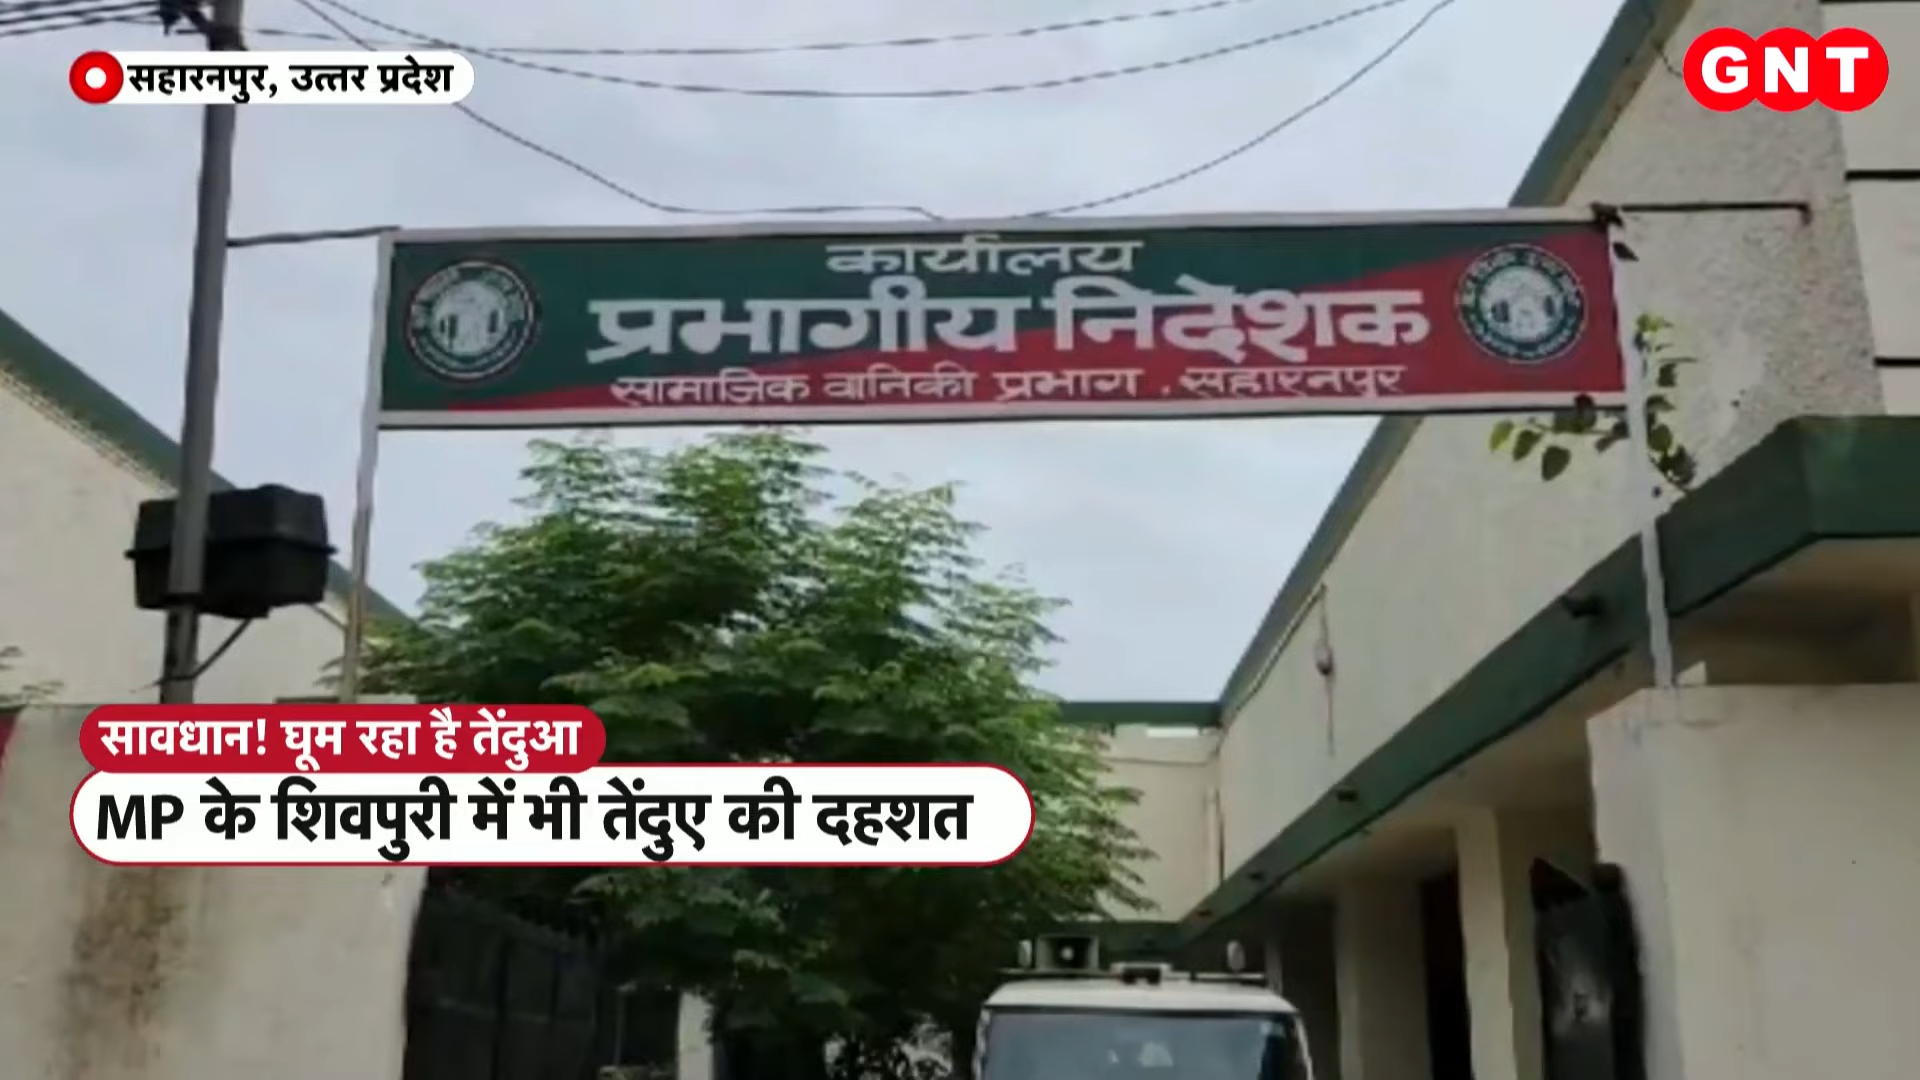 सहारनपुर, उत्तर प्रदेश
GNT
कार्यालय
प्रभागीय निदेशक
सामाजिक वानिकी प्रभाग . सहारनपुर
सावधान! घूम रहा है तेंदुआ
MP के शिवपुरी में भी तेंदुए की दहशत